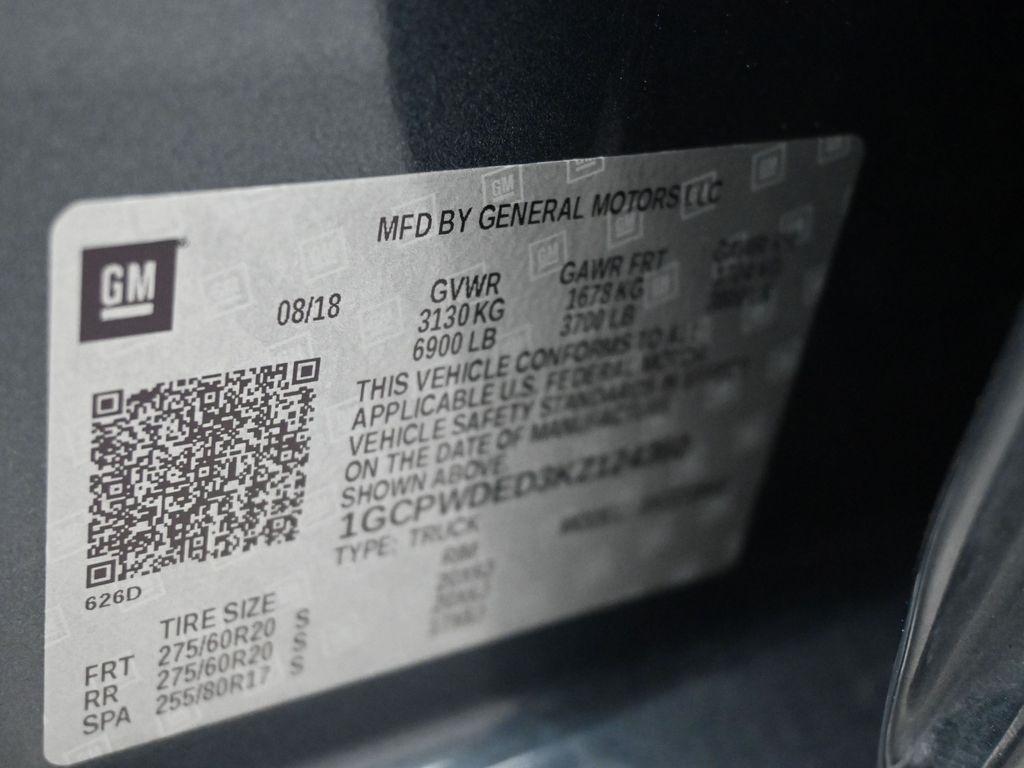 MFD BY GENERAL MOTORS LLC
GM
08/18
GVWR
3130 KG
6900 LB
GAWR FRT
1678 KG
3700 LB
THIS VEHICLE CONFORMS TO ALL
APPLICABLE U.S. FEDERAL MOTOR
VEHICLE SAFETY STANDARDS IN EFFECT
ON THE DATE OF MANUFACTURE
SHOWN ABOVE.
TYPE: TRUCK
MODEL:
626D
TIRE SIZE
RIM
FRT 275/60R20 S
RR 275/60R20 S
SPA 255/80R17 S